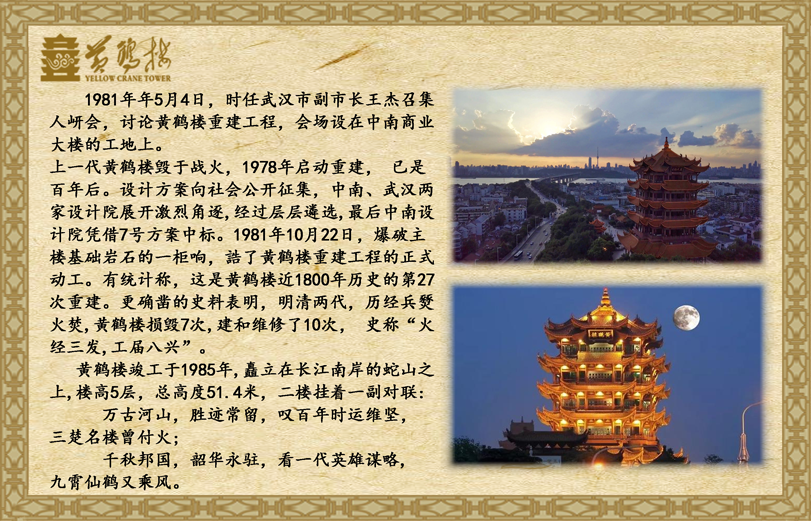 黄鹤楼
YELLOW CRANE TOWER
1981年年5月4日，时任武汉市副市长王杰召集
人岍会，讨论黄鹤楼重建工程，会场设在中南商业
大楼的工地上。
上一代黄鹤楼毁于战火，1978年启动重建， 已是
百年后。设计方案向社会公开征集，中南、武汉两
家设计院展开激烈角逐,经过层层遴选,最后中南设
计院凭借7号方案中标。1981年10月22日，爆破主
楼基础岩石的一柜响，誥了黄鹤楼重建工程的正式
动工。有统计称，这是黄鹤楼近1800年历史的第27
次重建。更确凿的史料表明，明清两代，历经兵燹
火焚,黄鹤楼损毁7次,建和维修了10次， 史称“火
经三发,工届八兴”。
黄鹤楼竣工于1985年,矗立在长江南岸的蛇山之
上,楼高5层，总高度51.4米，二楼挂着一副对联：
万古河山，胜迹常留，叹百年时运维坚，
三楚名楼曾付火；
千秋邦国，韶华永驻，看一代英雄谋略，
九霄仙鹤又乘风。